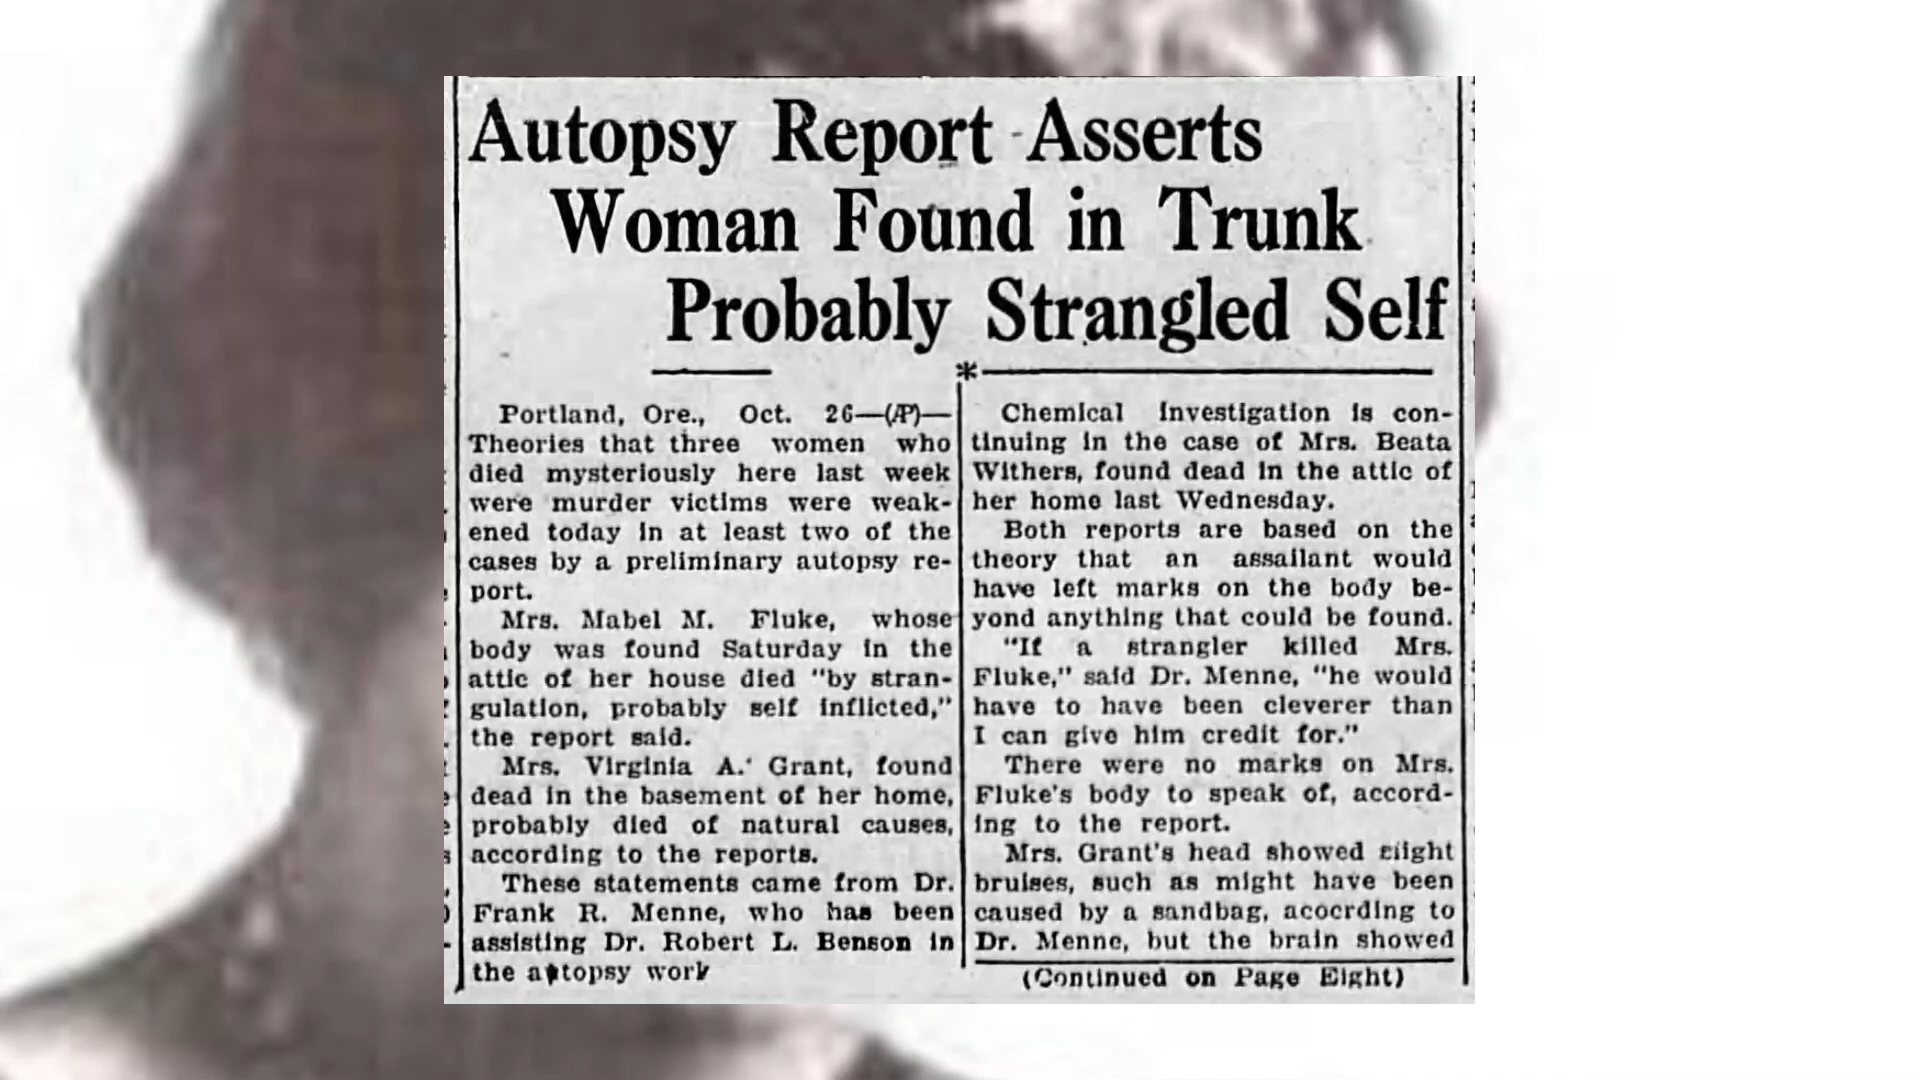 Autopsy Report Asserts
Woman Found in Trunk
Probably Strangled Self
Portland, Ore., Oct. 26—(AP)—
Theories that three women who
died mysteriously here last week
were murder victims were weak-
ened today in at least two of the
cases by a preliminary autopsy re-
port.
Mrs. Mabel M. Fluke, whose
body was found Saturday in the
attic of her house died "by stran-
gulation, probably self inflicted,"
the report said.
Mrs. Virginia A. Grant, found
dead in the basement of her home,
probably died of natural causes,
according to the reports.
These statements came from Dr.
Frank R. Menne, who has been
assisting Dr. Robert L. Benson in
the autopsy work
*
Chemical investigation is con-
tinuing in the case of Mrs. Beata
Withers, found dead in the attic of
her home last Wednesday.
Both reports are based on the
theory that an assailant would
have left marks on the body be-
yond anything that could be found.
"If a strangler killed Mrs.
Fluke," said Dr. Menne, "he would
have to have been cleverer than
I can give him credit for."
There were no marks on Mrs.
Fluke's body to speak of, accord-
ing to the report.
Mrs. Grant's head showed slight
bruises, such as might have been
caused by a sandbag, acocrding to
Dr. Menne, but the brain showed
(Continued on Page Eight)